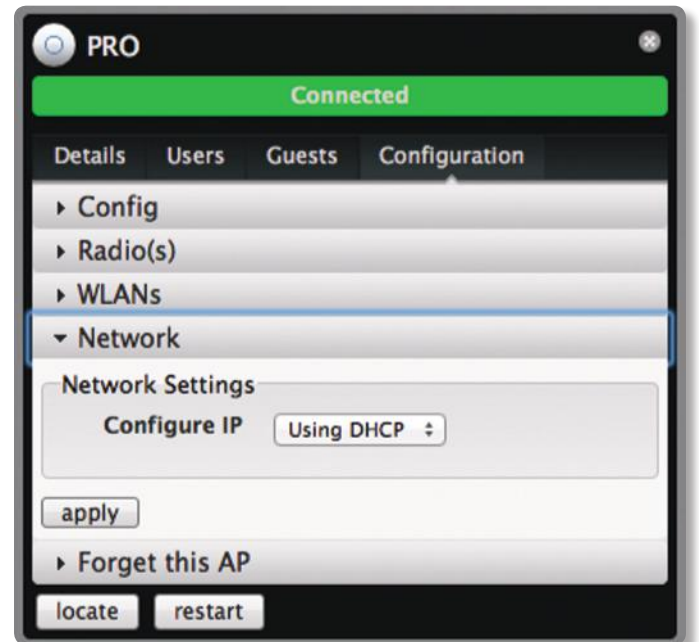 PRO
Connected
Details Users Guests Configuration
Config
Radio(s)
WLANs
Network
Network Settings
Configure IP Using DHCP
apply
Forget this AP
locate restart